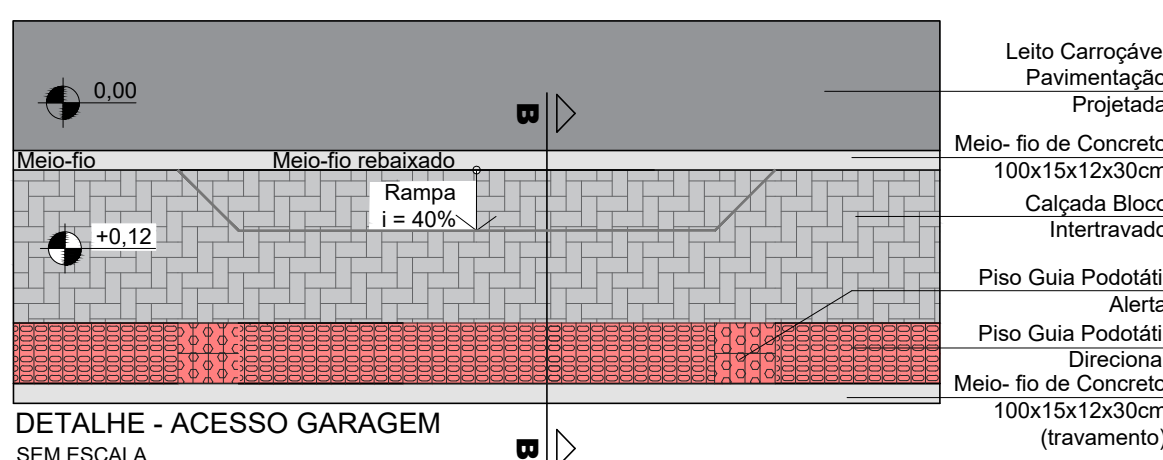 0,00
B
Meio-fio
Meio-fio rebaixado
Rampa
i = 40%
+0,12
Leito Carroçáve
Pavimentação
Projetada
Meio- fio de Concreto
100x15x12x30cm
Calçada Bloco
Intertravado
Piso Guia Podotáti
Alerta
Piso Guia Podotáti
Direciona
Meio- fio de Concreto
100x15x12x30cm
(travamento)
DETALHE - ACESSO GARAGEM
SEM ESCALA
B